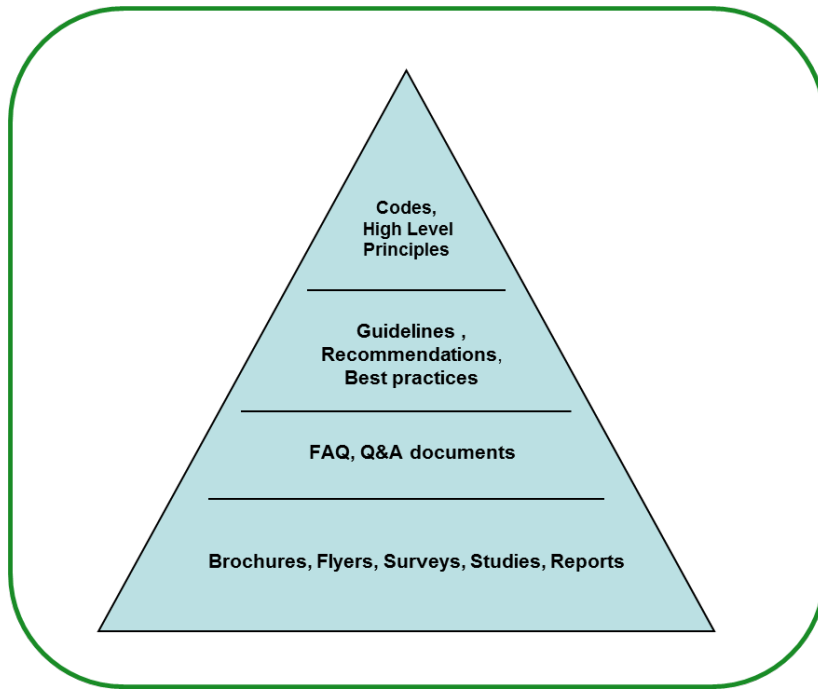 Codes,
High Level
Principles
Guidelines ,
Recommendations,
Best practices
FAQ, Q&A documents
Brochures, Flyers, Surveys, Studies, Reports